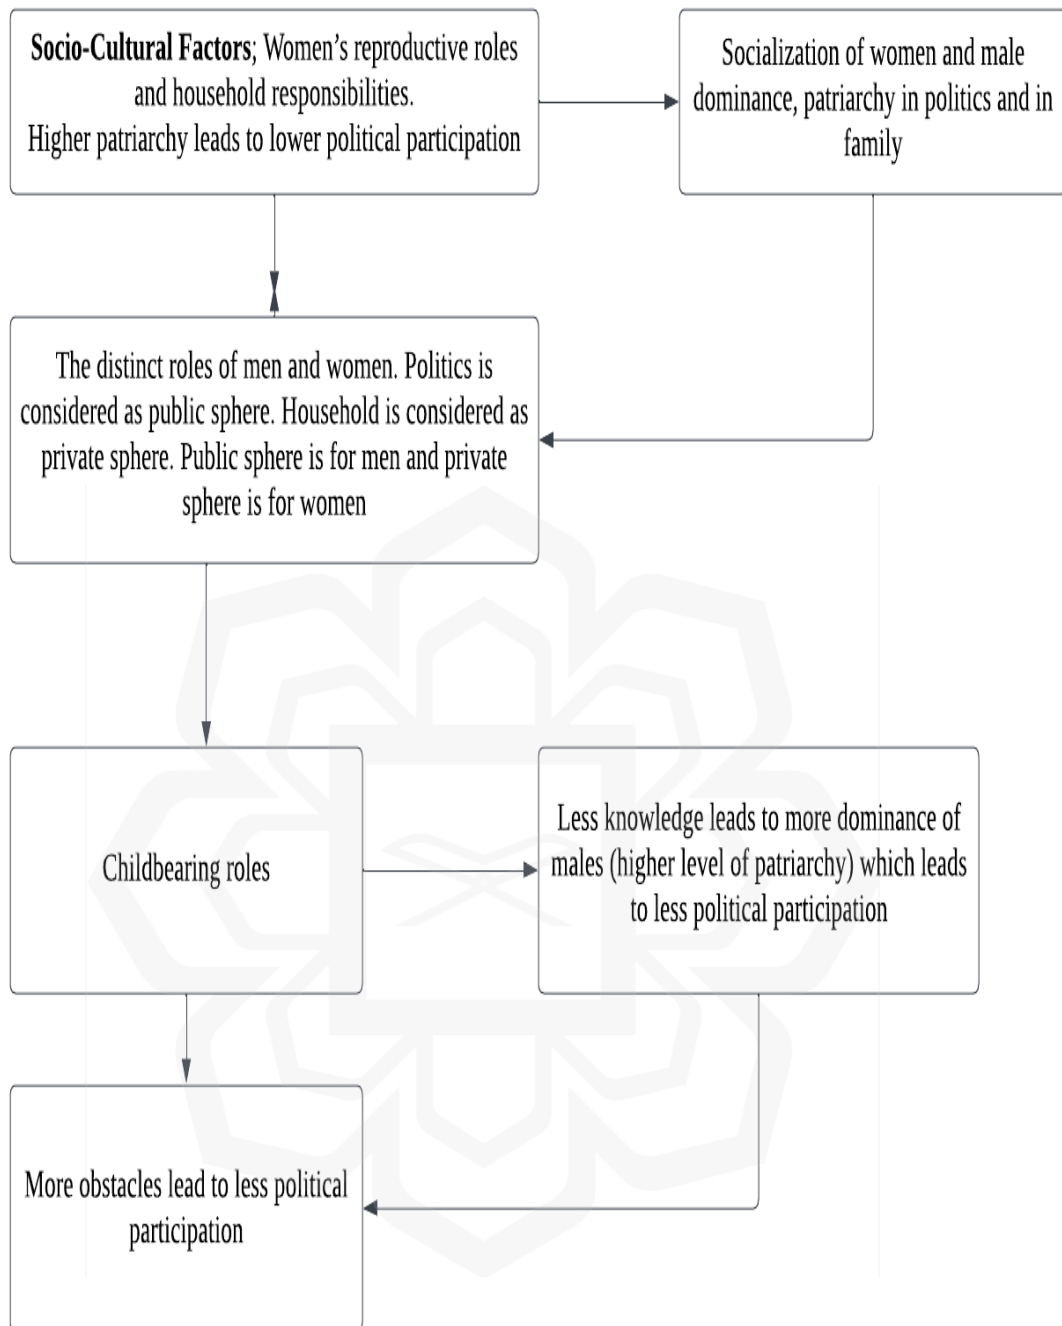 Socio-Cultural Factors; Women’s reproductive roles
and household responsibilities.
Higher patriarchy leads to lower political participation
Socialization of women and male
dominance, patriarchy in politics and in
family
The distinct roles of men and women. Politics is
considered as public sphere. Household is considered as
private sphere. Public sphere is for men and private
sphere is for women
Childbearing roles
Less knowledge leads to more dominance of
males (higher level of patriarchy) which leads
to less political participation
More obstacles lead to less political
participation